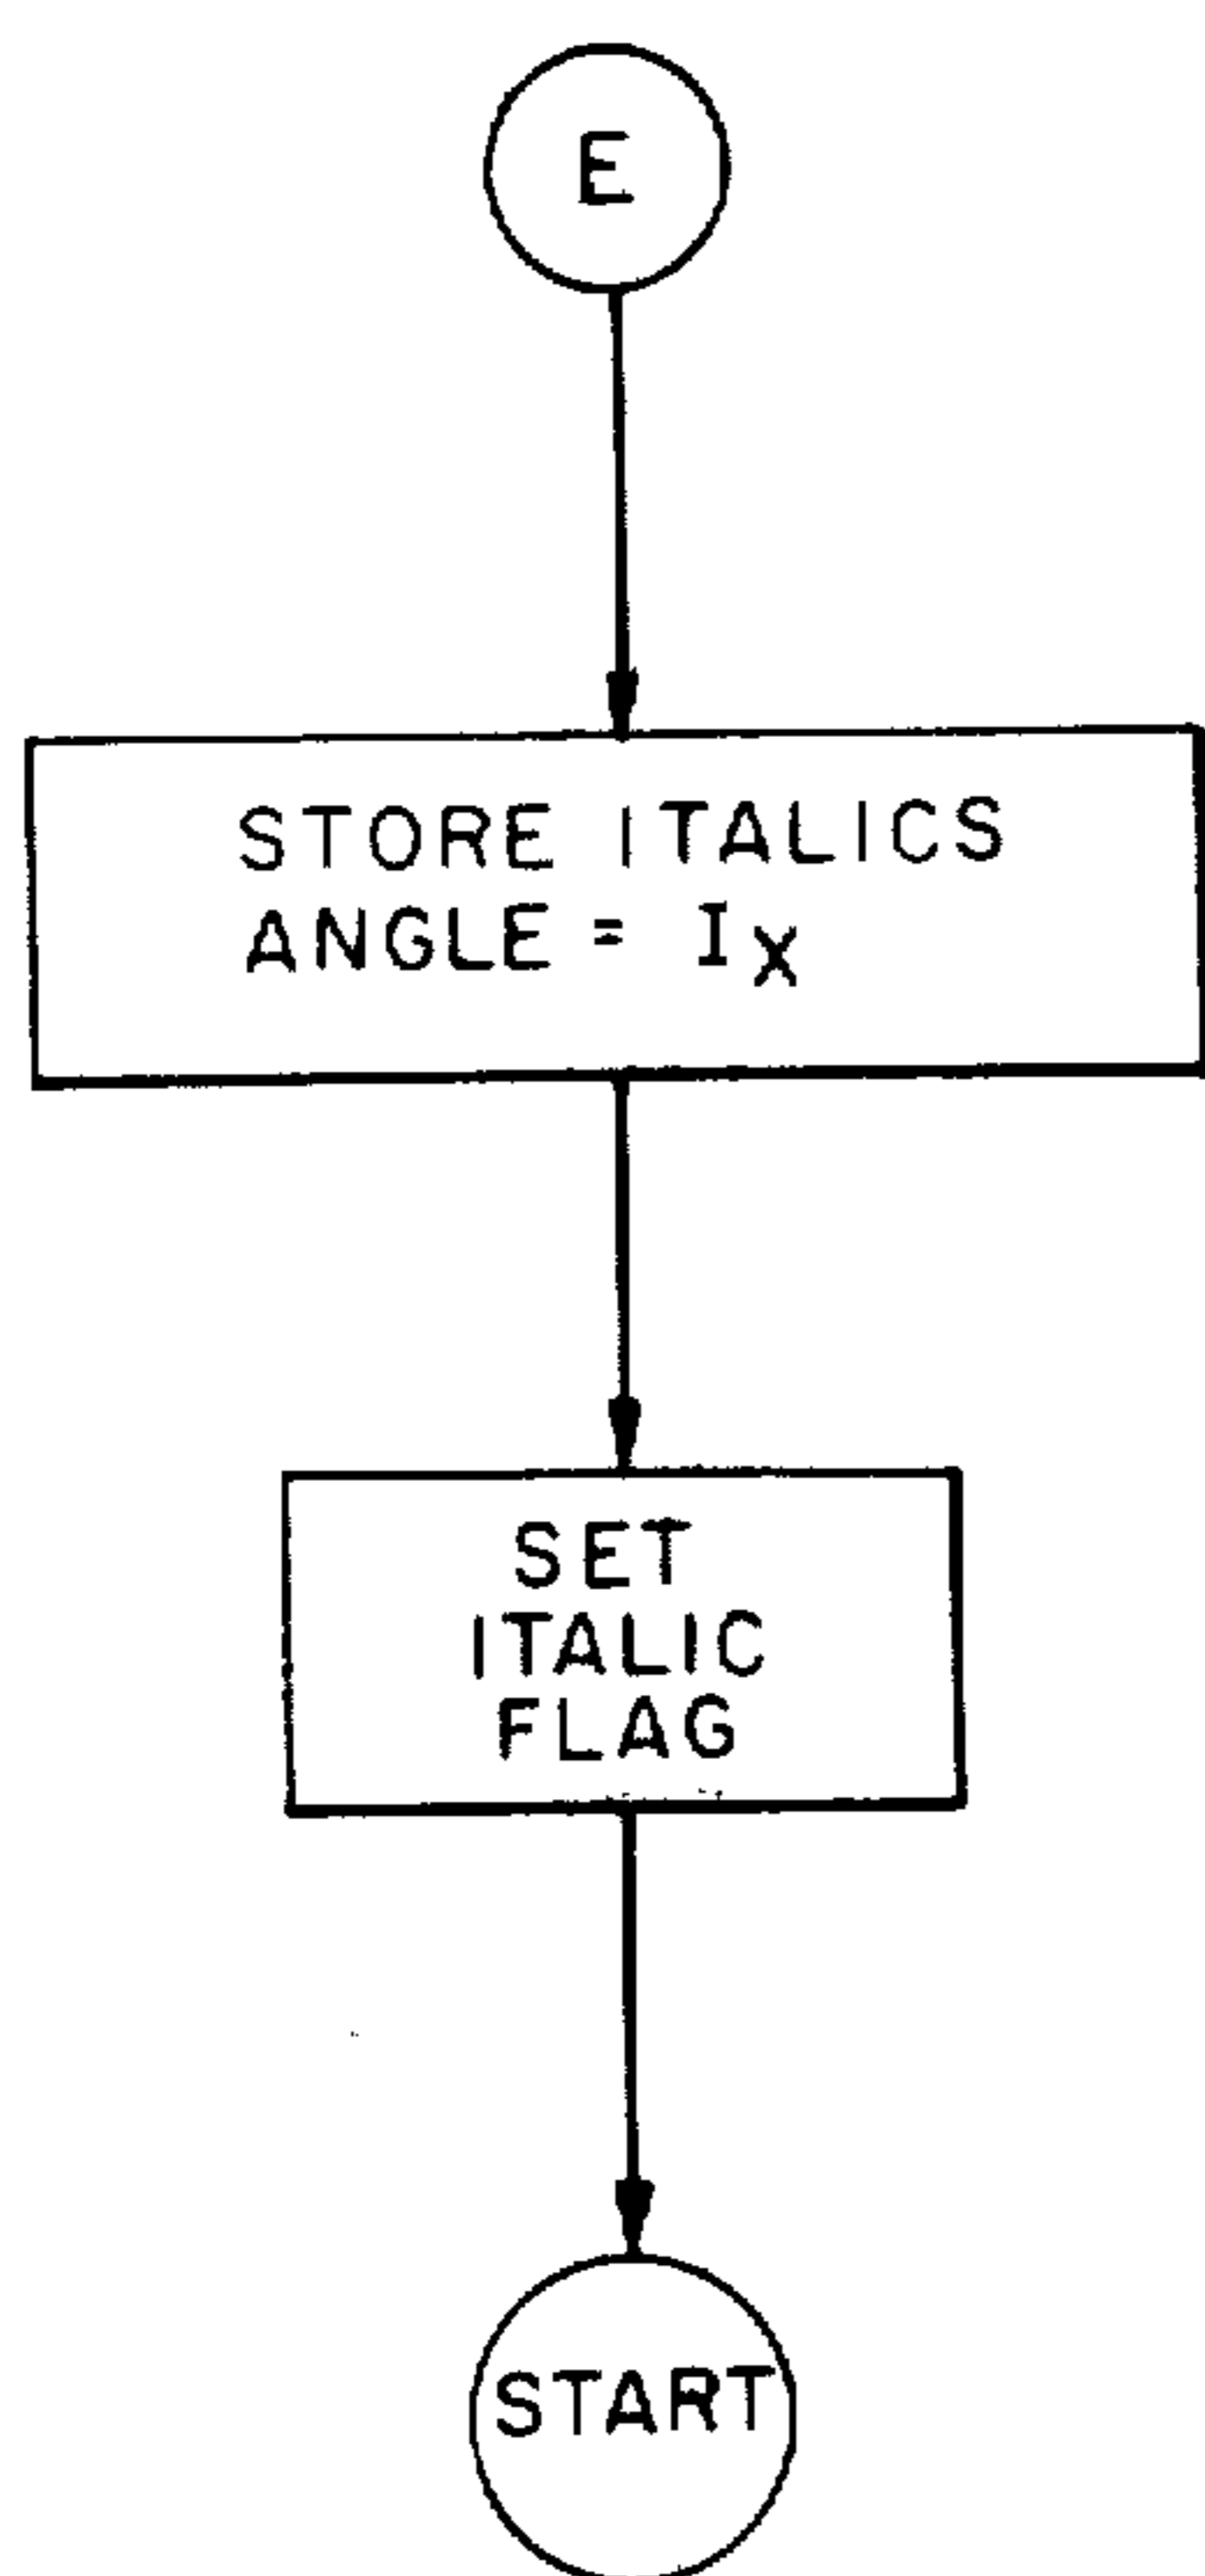 E
STORE ITALICS
ANGLE = Ix
SET
ITALIC
FLAG
START